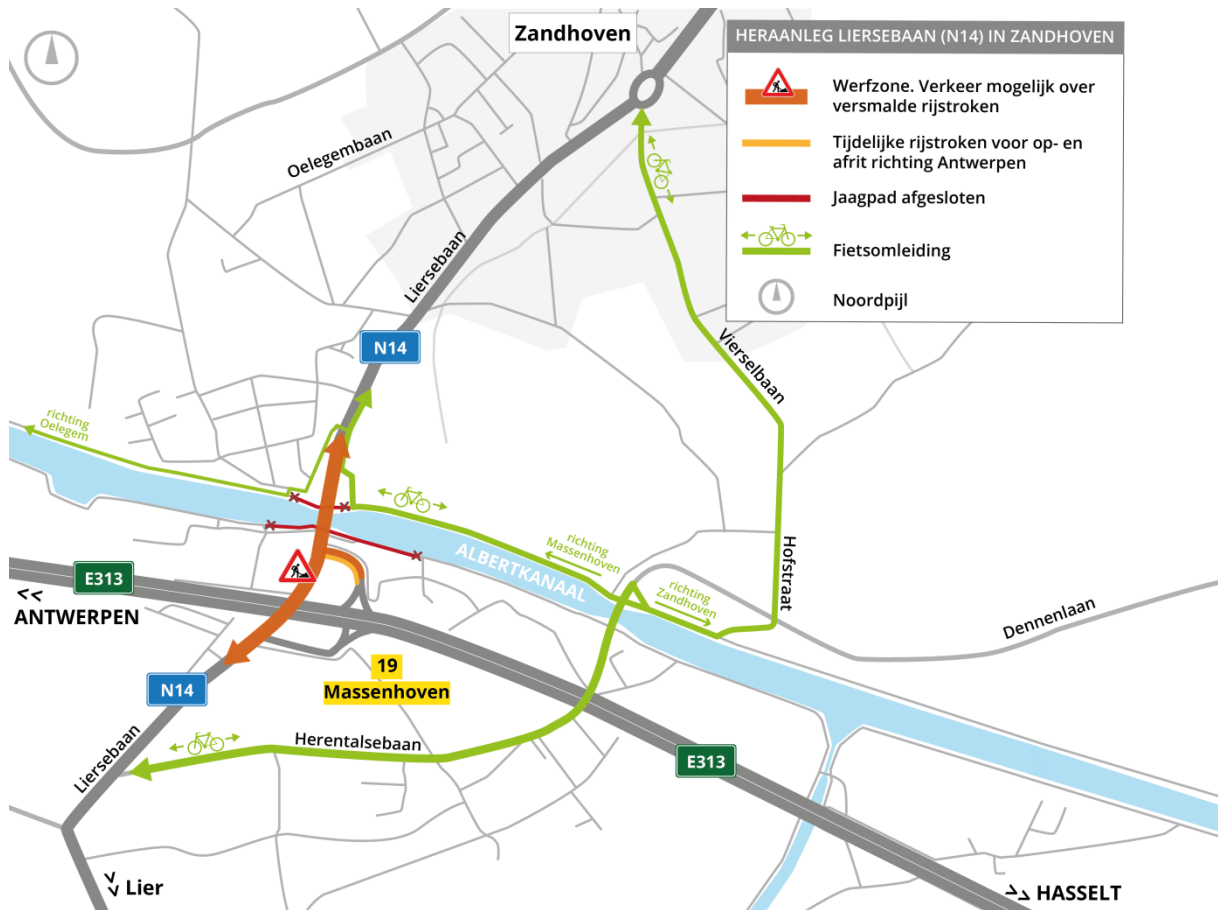 Zandhoven
HERAANLEG LIERSEBAAN (N14) IN ZANDHOVEN
Werfzone. Verkeer mogelijk over
versmalde rijstroken
Tijdelijke rijstroken voor op- en
afrit richting Antwerpen
Jaagpad afgesloten
Fietsomleiding
Noordpijl
Oelegembaan
Liersebaan
N14
Vierselbaan
richting
Oelegem
richting
Massenhoven
ALBERTKANAAL
richting
Zandhoven
Hofstraat
Dennenlaan
E313
<<
ANTWERPEN
19
Massenhoven
N14
Liersebaan
Herentalsebaan
E313
>> Lier
>> HASSELT